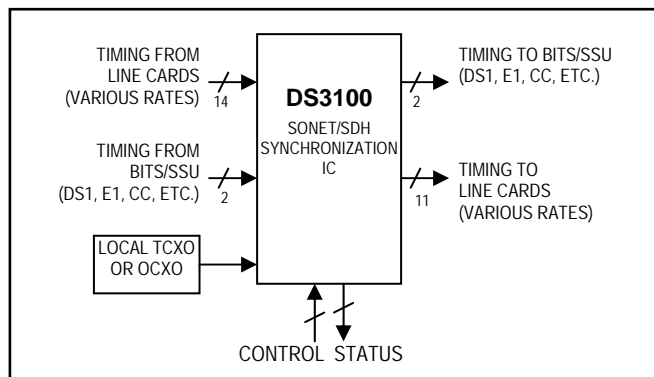 TIMING FROM
LINE CARDS
(VARIOUS RATES)
14
TIMING FROM
BITS/SSU
(DS1, E1, CC, ETC.)
2
LOCAL TCXO
OR OCXO
DS3100
SONET/SDH
SYNCHRONIZATION
IC
TIMING TO BITS/SSU
(DS1, E1, CC, ETC.)
2
TIMING TO
LINE CARDS
(VARIOUS RATES)
11
CONTROL STATUS